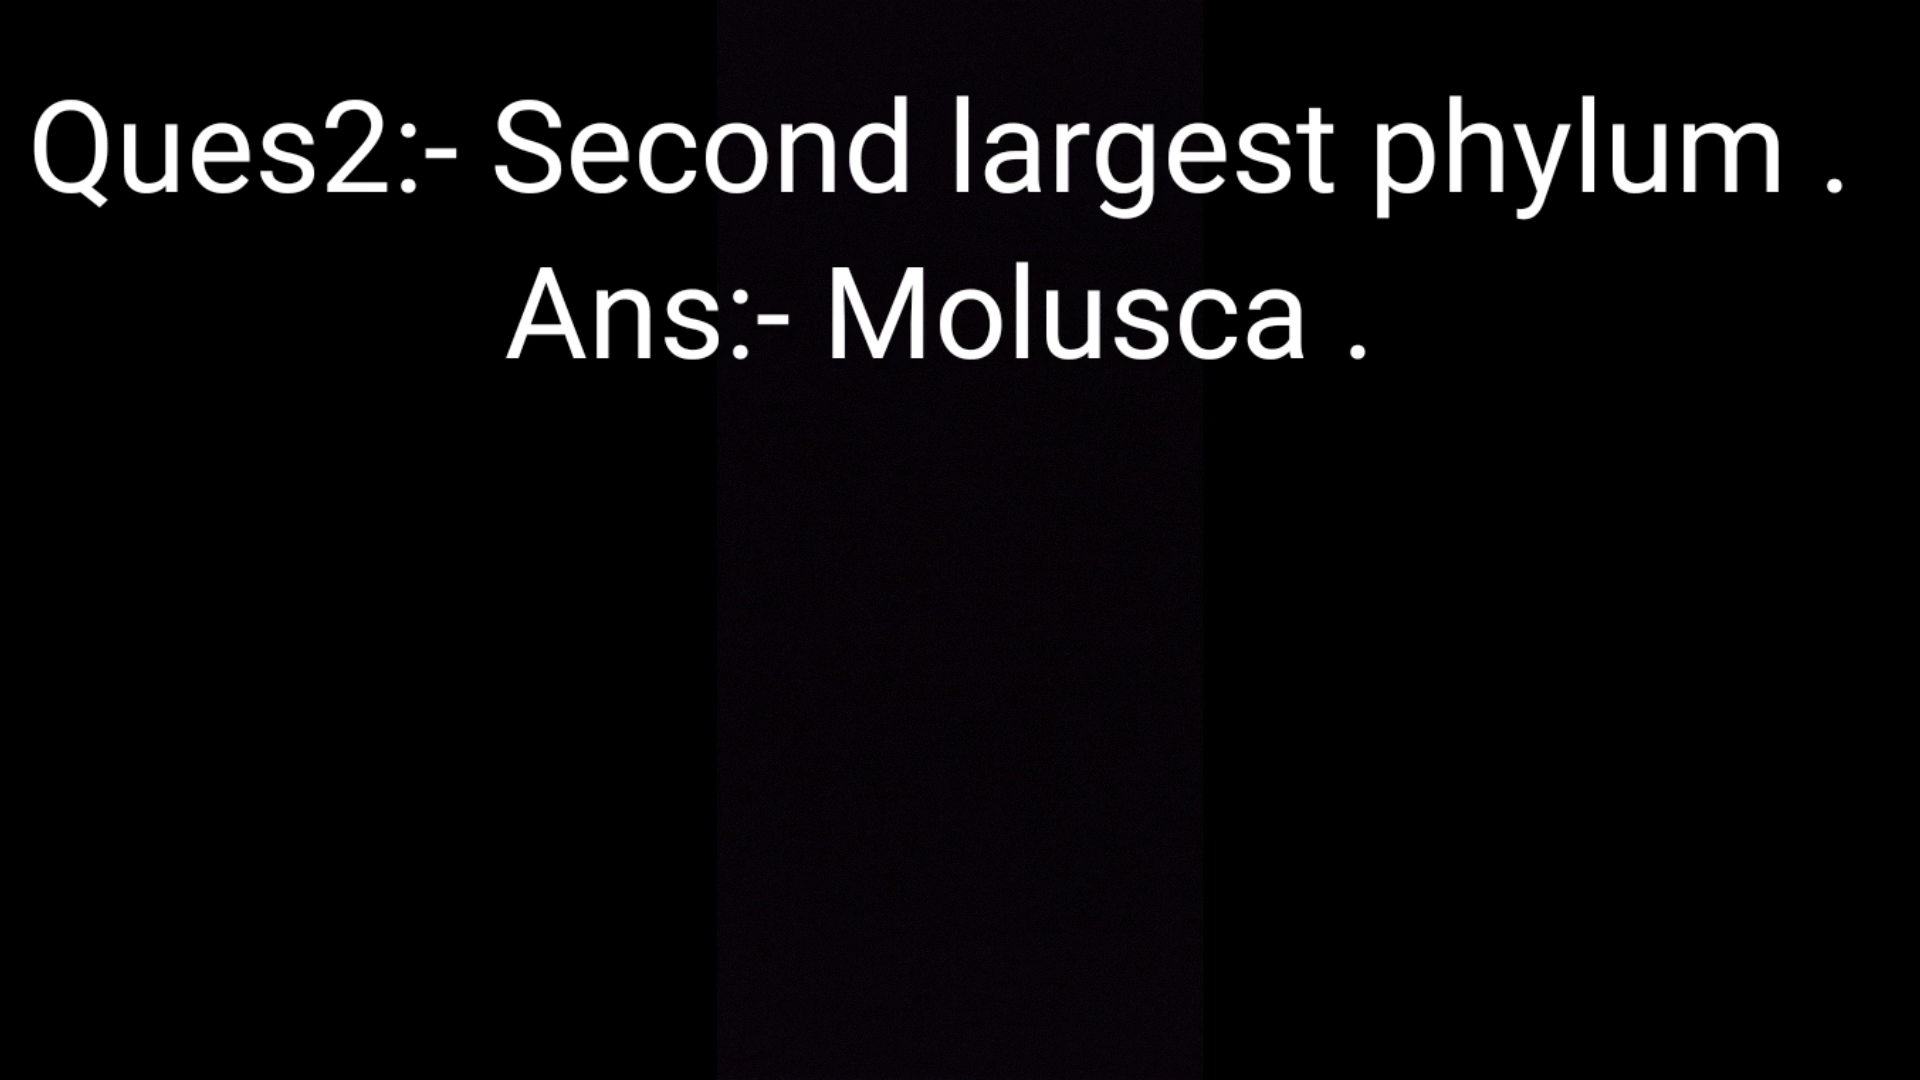 Ques2:- Second largest phylum .
Ans:- Molusca .